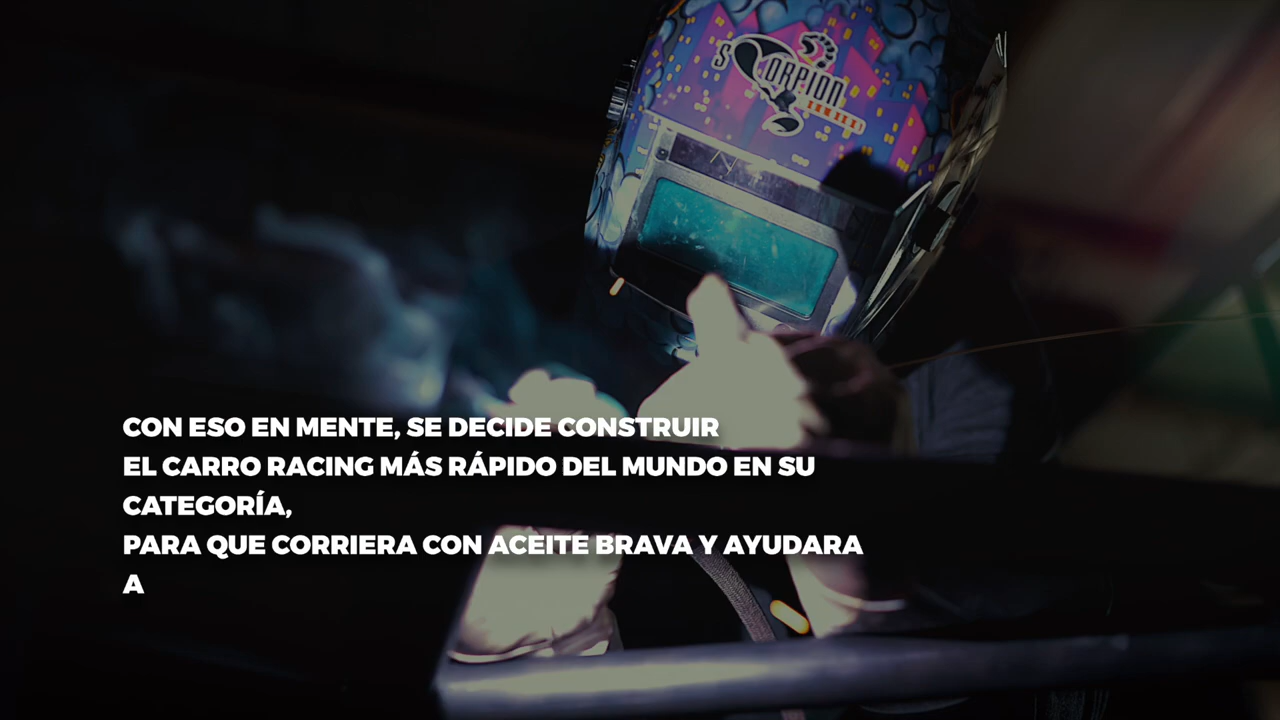 SCORPION
CON ESO EN MENTE, SE DECIDE CONSTRUIR
EL CARRO RACING MÁS RÁPIDO DEL MUNDO EN SU
CATEGORÍA,
PARA QUE CORRIERA CON ACEITE BRAVA Y AYUDARA
A